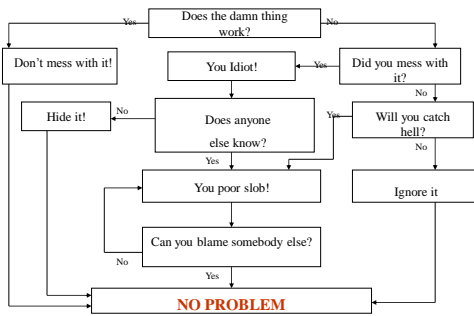 Does the damn thing
work?
Yes
No
Don't mess with it!
You Idiot!
Yes
Did you mess with
it?
No
Hide it!
No
Does anyone
else know?
Yes
Yes
Will you catch
hell?
No
You poor slob!
Ignore it
Can you blame somebody else?
No
Yes
NO PROBLEM